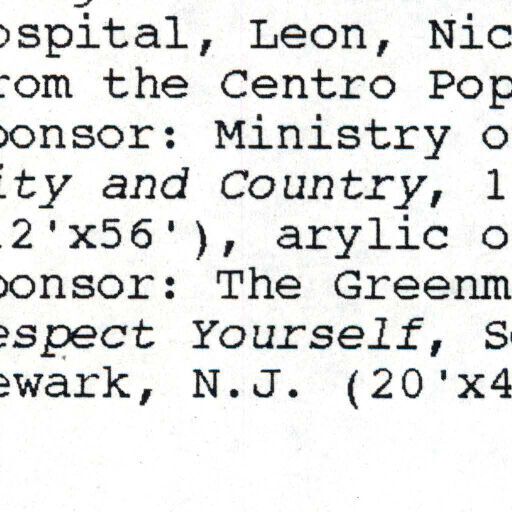 ospital, Leon, Nic
rom the Centro Pop
ponsor: Ministry o
ity and Country, 1
12'x56'), arylic o
ponsor: The Greenm
espect Yourself, S
ewark, N.J. (20'x4